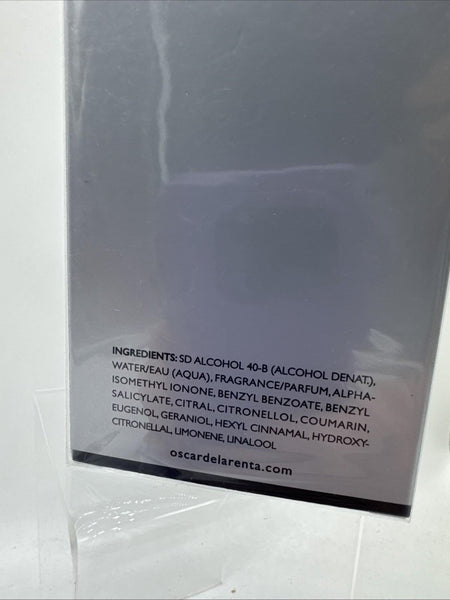 INGREDIENTS: SD ALCOHOL 40-B (ALCOHOL DENAT.),
WATER/EAU (AQUA), FRAGRANCE/PARFUM, ALPHA-
ISOMETHYL IONONE, BENZYL BENZOATE, BENZYL
SALICYLATE, CITRAL, CITRONELLOL, COUMARIN,
EUGENOL, GERANIOL, HEXYL CINNAMAL, HYDROXY-
CITRONELLAL, LIMONENE, LINALOOL
oscardelarenta.com